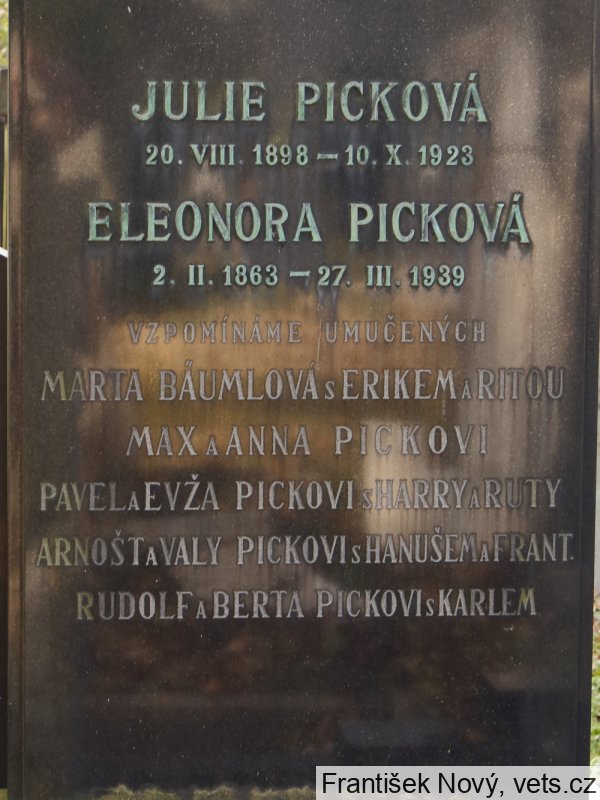 JULIE PICKOVÁ
20. VIII. 1898 – 10. X. 1923
ELEONORA PICKOVÁ
2. II. 1863 – 27. III. 1939
VZPOMÍNÁME UMUČENÝCH
MARTA BÄUMLOVÁ S ERIKEM A RITOU
MAX A ANNA PICKOVI
PAVEL A EVŽA PICKOVI S HARRY A RUTY
ARNOŠT A VALY PICKOVI S HANUŠEM A FRANT.
RUDOLF A BERTA PICKOVI S KARLEM
František Nový, vets.cz